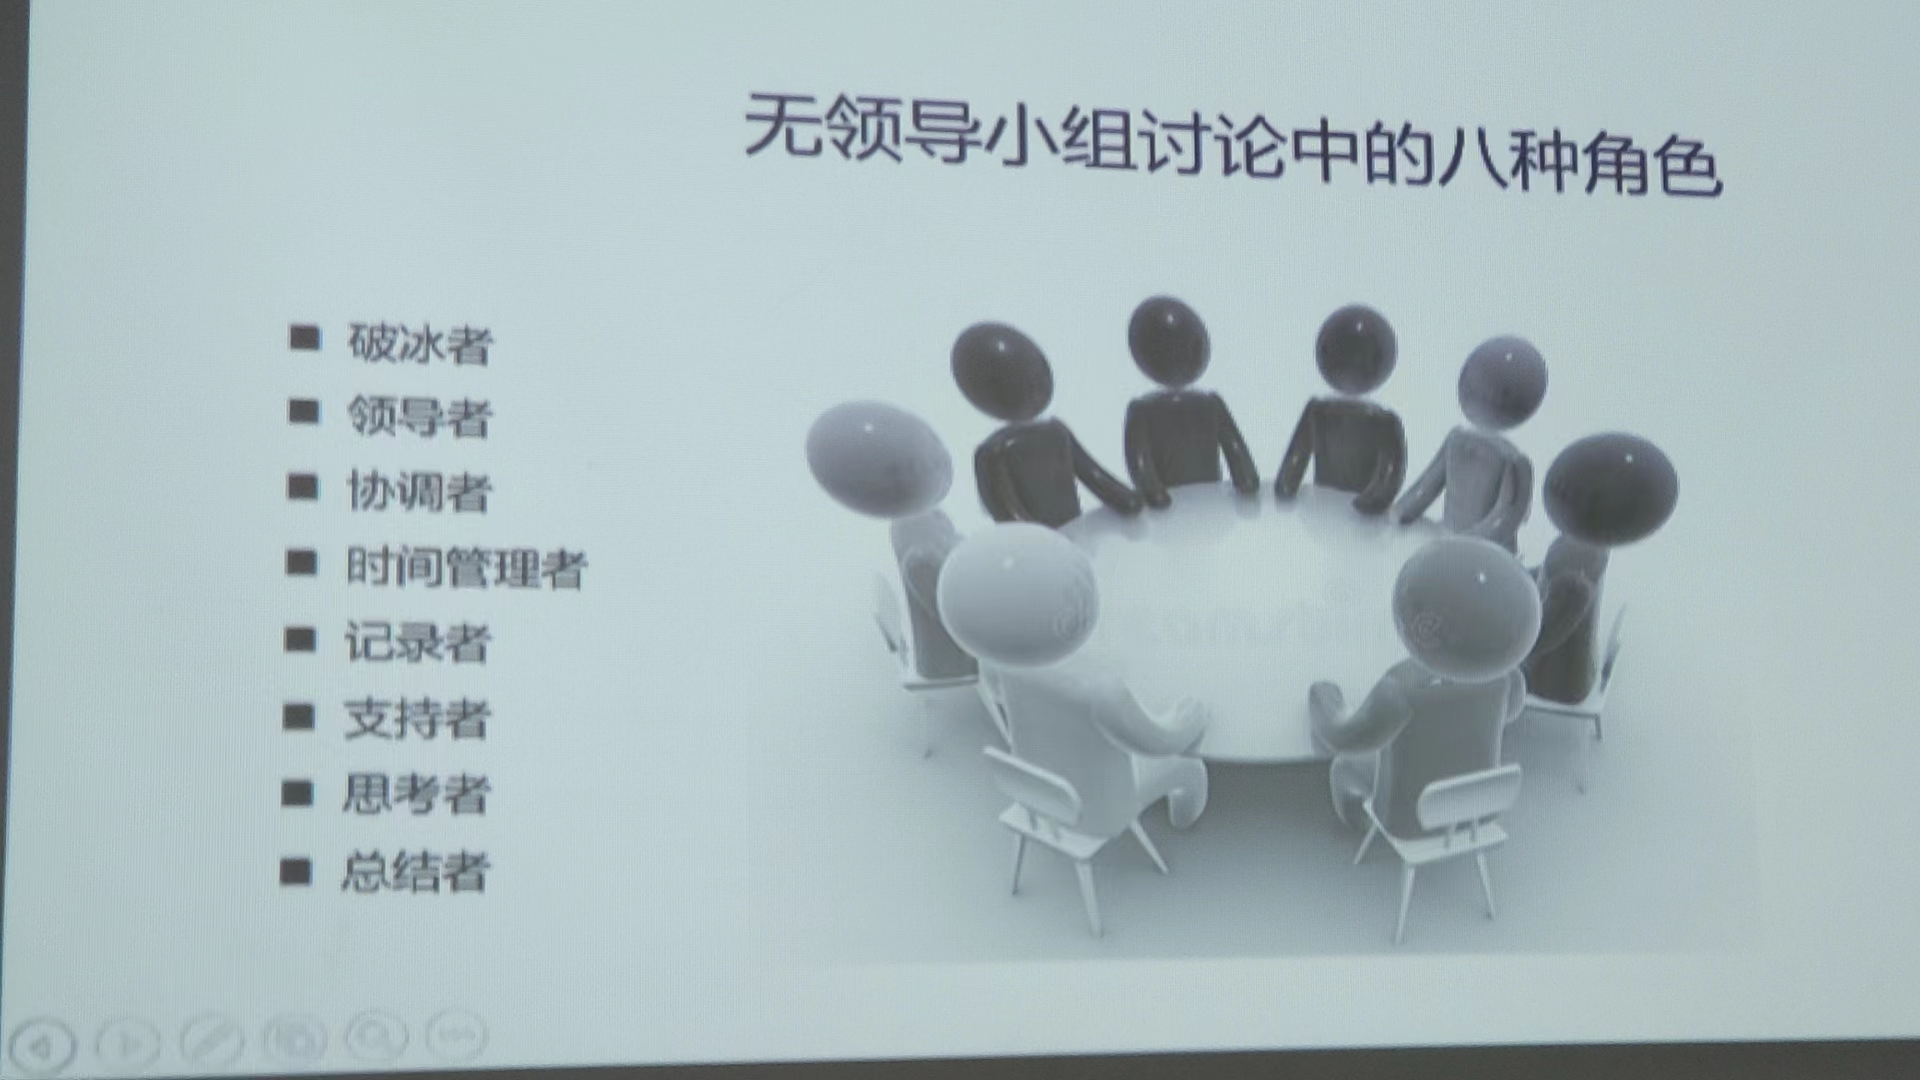 无领导小组讨论中的八种角色
■ 破冰者
■ 领导者
■ 协调者
■ 时间管理者
■ 记录者
■ 支持者
■ 思考者
■ 总结者